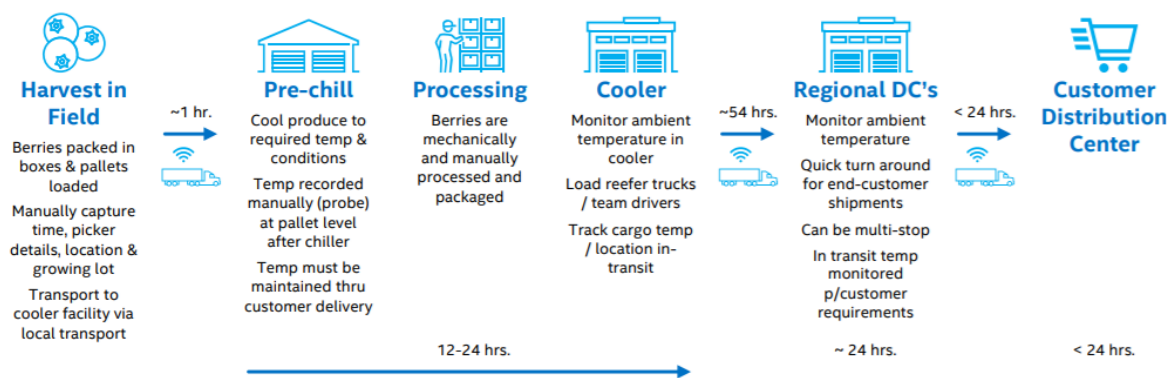 Harvest in
Field
Berries packed in
boxes & pallets
loaded
Manually capture
time, picker
details, location &
growing lot
Transport to
cooler facility via
local transport
~1 hr.
Pre-chill
Cool produce to
required temp &
conditions
Temp recorded
manually (probe)
at pallet level
after chiller
Temp must be
maintained thru
customer delivery
Processing
Berries are
mechanically
and manually
processed and
packaged
Cooler
Monitor ambient
temperature in
cooler
Load reefer trucks
/ team drivers
Track cargo temp
/ location in-
transit
~54 hrs.
Regional DC's
Monitor ambient
temperature
Quick turn around
for end-customer
shipments
Can be multi-stop
In transit temp
monitored
p/customer
requirements
< 24 hrs.
Customer
Distribution
Center
12-24 hrs.
~ 24 hrs.
< 24 hrs.